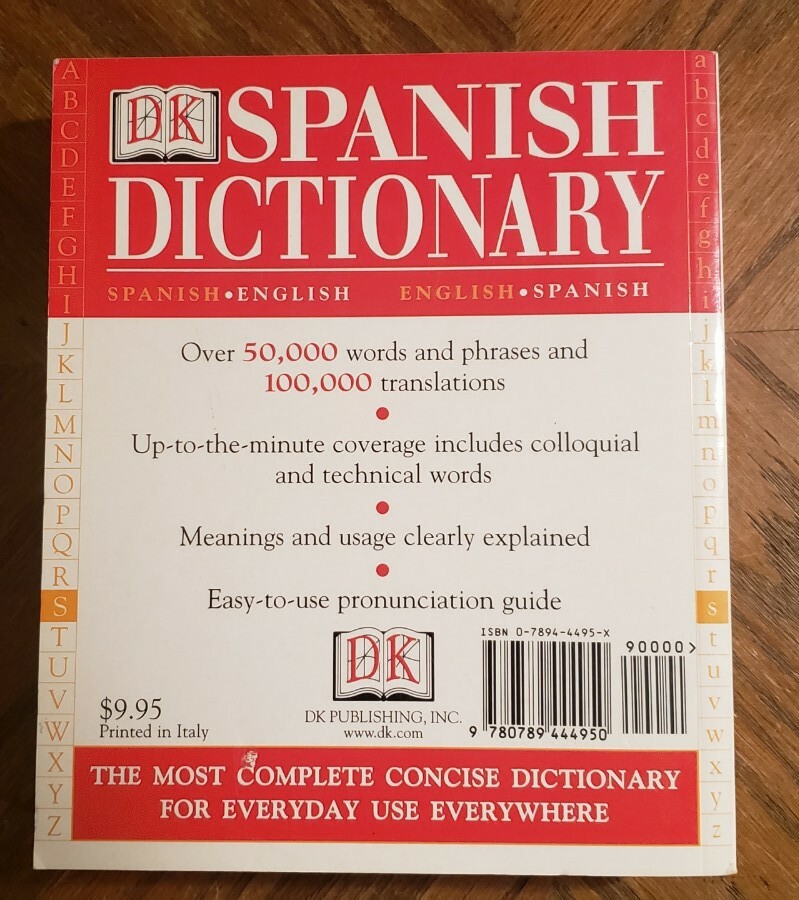 DK SPANISH
DICTIONARY
SPANISH•ENGLISH ENGLISH•SPANISH
Over 50,000 words and phrases and
100,000 translations
•
Up-to-the-minute coverage includes colloquial
and technical words
•
Meanings and usage clearly explained
•
Easy-to-use pronunciation guide
DK
DK PUBLISHING, INC.
www.dk.com
$9.95
Printed in Italy
ISBN 0-7894-4495-X
90000>
9 780789 444950
THE MOST COMPLETE CONCISE DICTIONARY
FOR EVERYDAY USE EVERYWHERE
A
B
C
D
E
F
G
H
I
J
K
L
M
N
O
P
Q
R
S
T
U
V
W
X
Y
Z
a
b
c
d
e
f
g
h
i
j
k
l
m
n
o
p
q
r
s
t
u
v
w
x
y
z